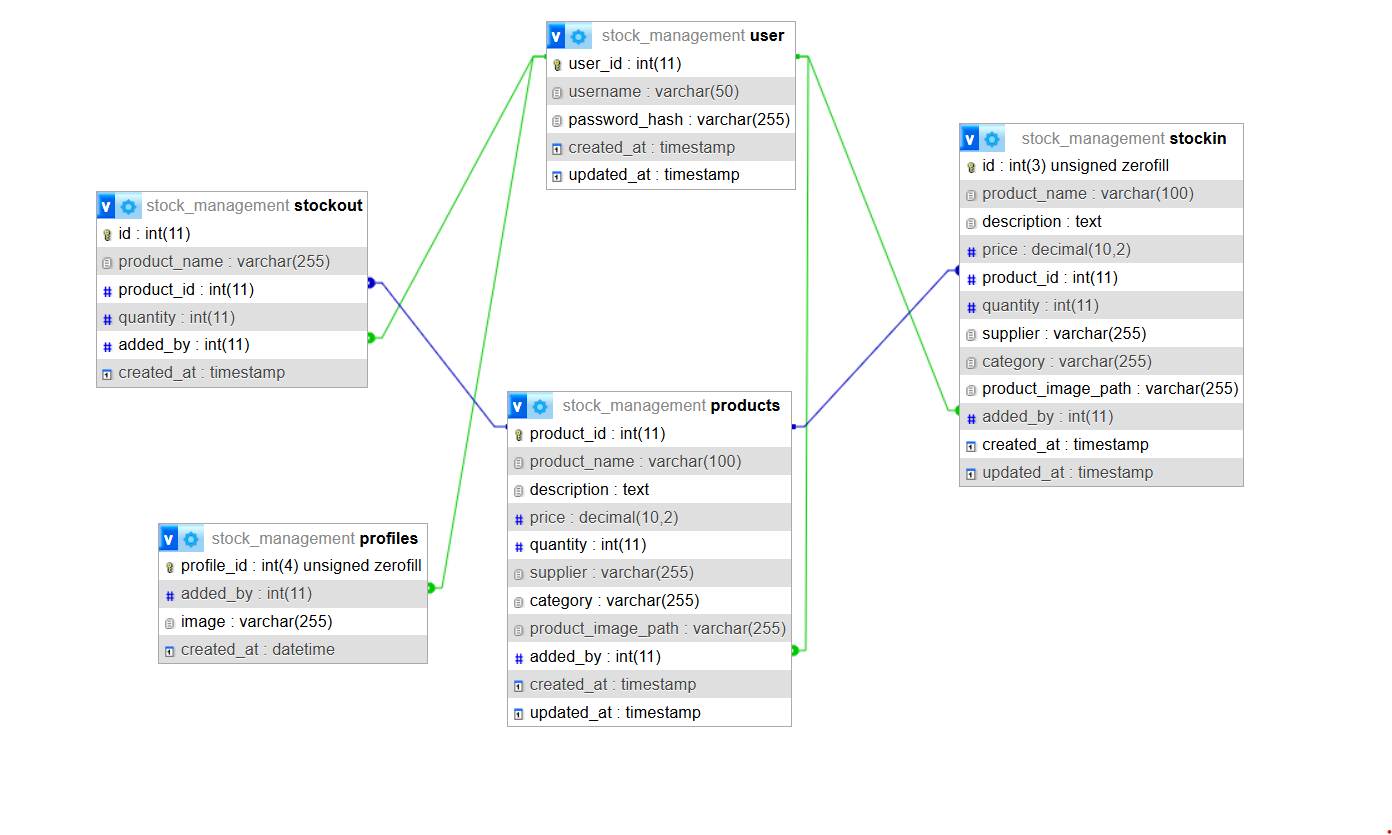 v stock_management user
user_id : int(11)
username : varchar(50)
password_hash : varchar(255)
created_at : timestamp
updated_at : timestamp
v stock_management stockin
id : int(3) unsigned zerofill
product_name : varchar(100)
description : text
# price : decimal(10,2)
# product_id : int(11)
# quantity : int(11)
supplier : varchar(255)
category : varchar(255)
product_image_path : varchar(255)
# added_by : int(11)
created_at : timestamp
updated_at : timestamp
v stock_management stockout
id : int(11)
product_name : varchar(255)
# product_id : int(11)
# quantity : int(11)
# added_by : int(11)
created_at : timestamp
v stock_management products
product_id : int(11)
product_name : varchar(100)
description : text
# price : decimal(10,2)
# quantity : int(11)
supplier : varchar(255)
category : varchar(255)
product_image_path : varchar(255)
# added_by : int(11)
created_at : timestamp
updated_at : timestamp
v stock_management profiles
profile_id : int(4) unsigned zerofill
# added_by : int(11)
image : varchar(255)
created_at : datetime